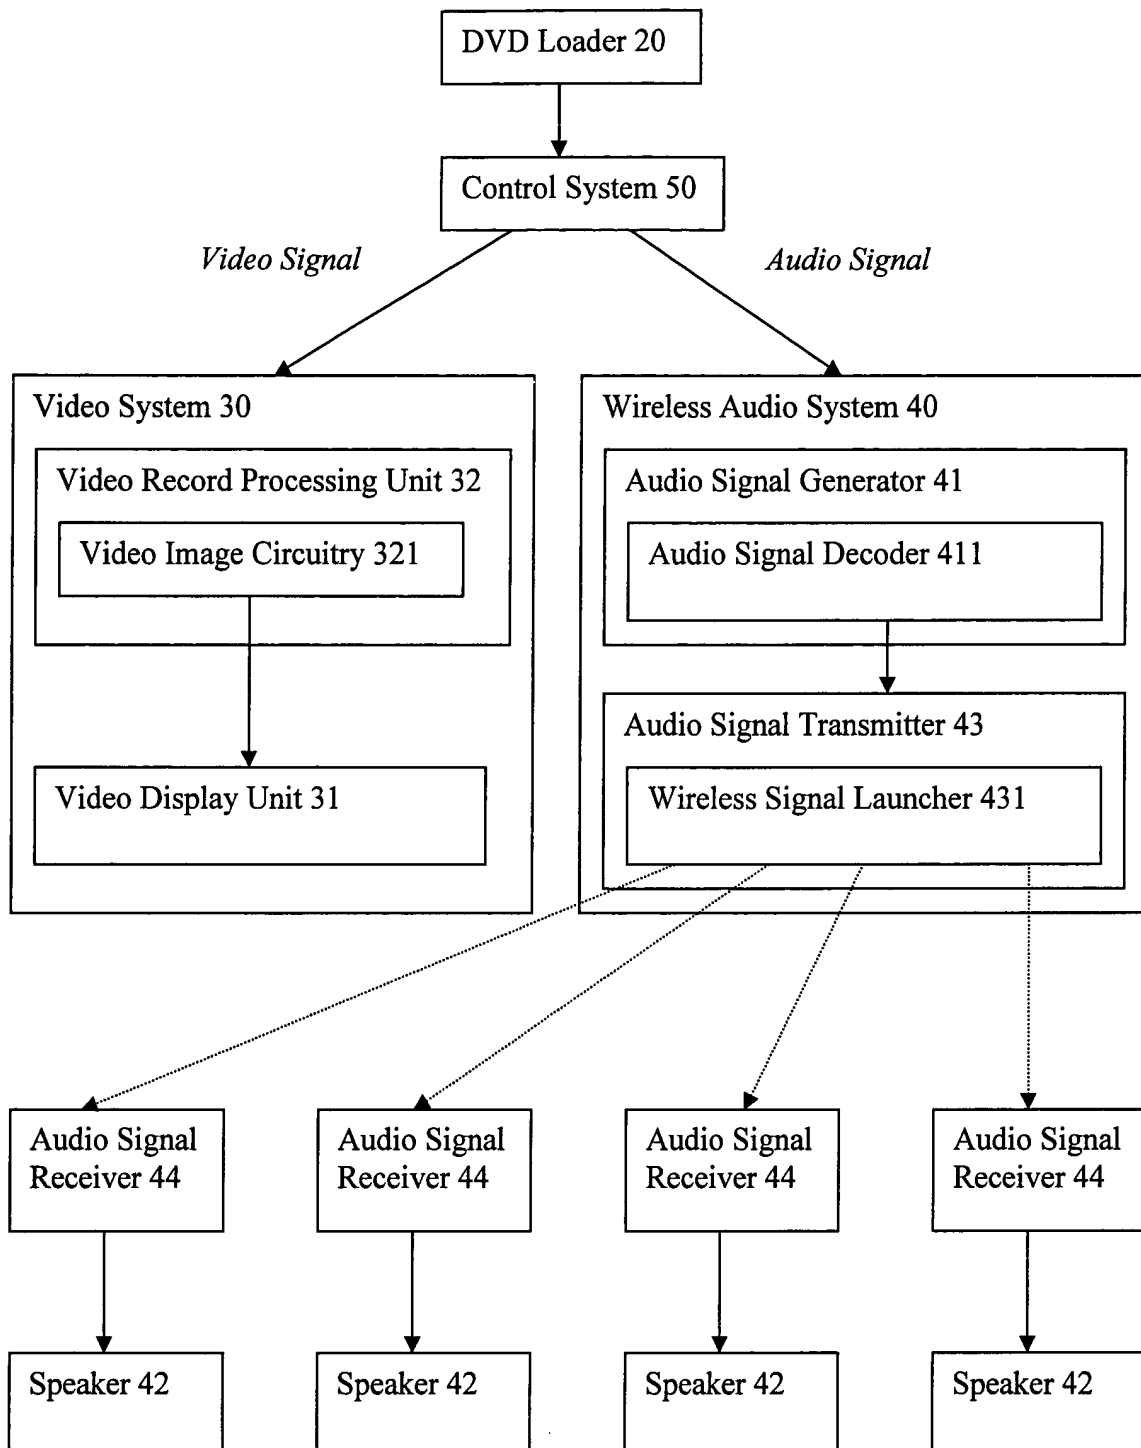 DVD Loader 20
Control System 50
Video Signal
Audio Signal
Video System 30
Video Record Processing Unit 32
Video Image Circuitry 321
Video Display Unit 31
Wireless Audio System 40
Audio Signal Generator 41
Audio Signal Decoder 411
Audio Signal Transmitter 43
Wireless Signal Launcher 431
Audio Signal
Receiver 44
Audio Signal
Receiver 44
Audio Signal
Receiver 44
Audio Signal
Receiver 44
Speaker 42
Speaker 42
Speaker 42
Speaker 42